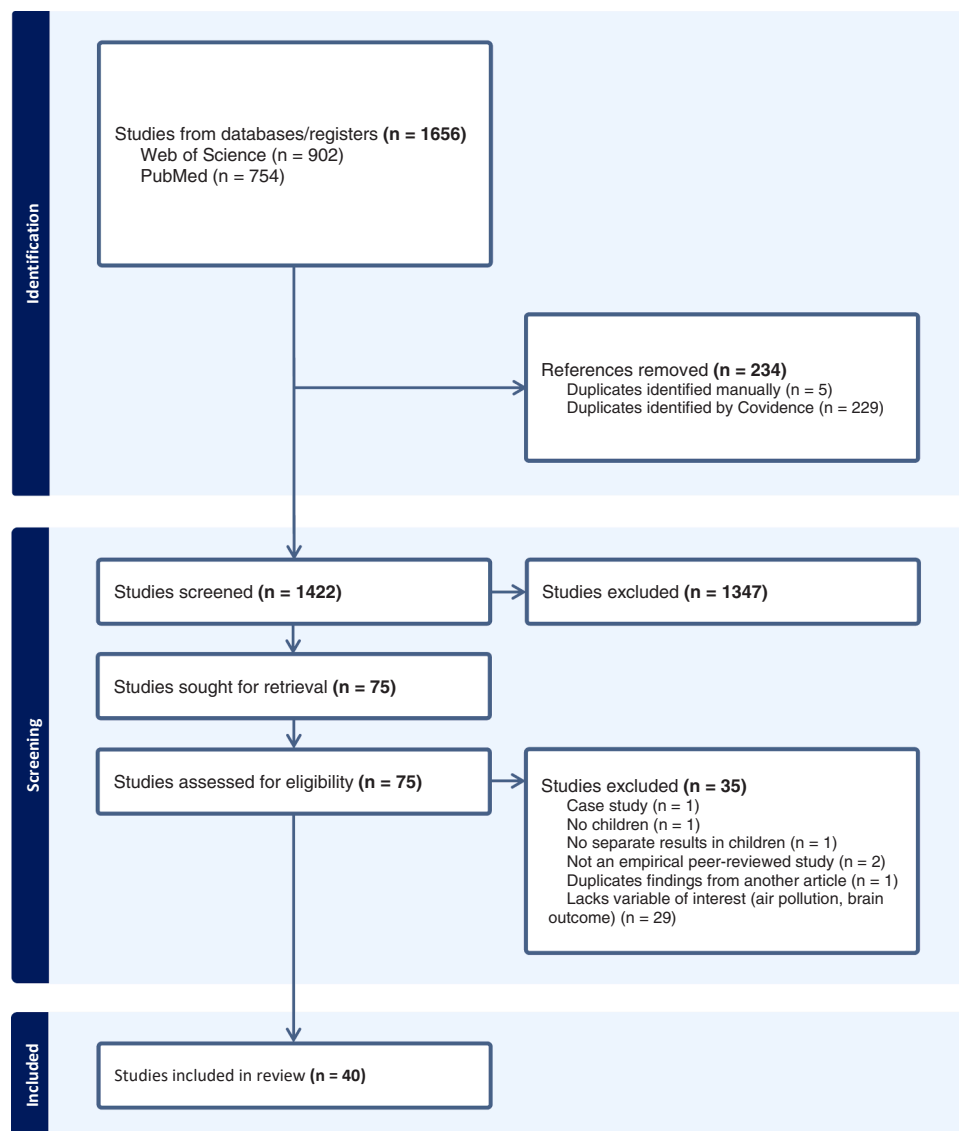 Identification
Studies from databases/registers (n = 1656)
Web of Science (n = 902)
PubMed (n = 754)
References removed (n = 234)
Duplicates identified manually (n = 5)
Duplicates identified by Covidence (n = 229)
Screening
Studies screened (n = 1422)
Studies excluded (n = 1347)
Studies sought for retrieval (n = 75)
Studies assessed for eligibility (n = 75)
Studies excluded (n = 35)
Case study (n = 1)
No children (n = 1)
No separate results in children (n = 1)
Not an empirical peer-reviewed study (n = 2)
Duplicates findings from another article (n = 1)
Lacks variable of interest (air pollution, brain
outcome) (n = 29)
Included
Studies included in review (n = 40)